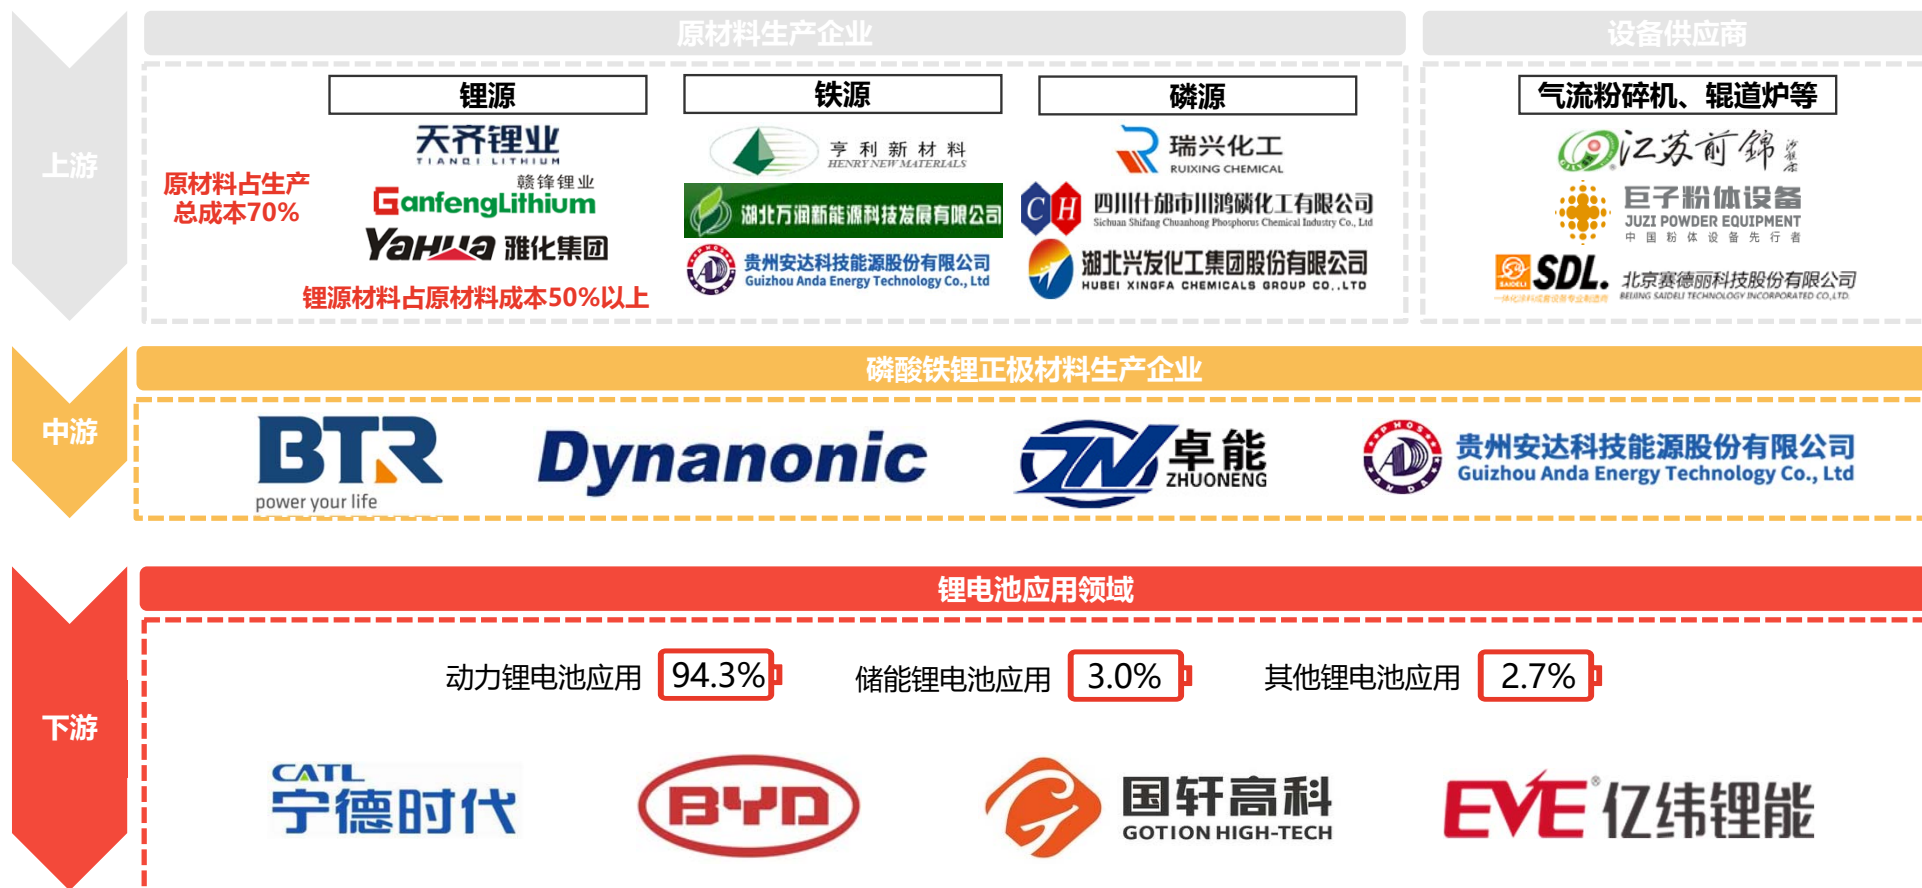 原材料生产企业
设备供应商
上游
锂源
铁源
磷源
气流粉碎机、辊道炉等
原材料占生产
总成本70%
天齐锂业
TIANQI LITHIUM
赣锋锂业
GanfengLithium
YAHUA 雅化集团
锂源材料占原材料成本50%以上
亨利新材料
HENRY NEW MATERIALS
湖北万润新能源科技发展有限公司
贵州安达科技能源股份有限公司
Guizhou Anda Energy Technology Co., Ltd
瑞兴化工
RUIXING CHEMICAL
CH
四川什邡市川鸿磷化工有限公司
Sichuan Shifang Chuanhong Phosphorus Chemical Industry Co., Ltd
湖北兴发化工集团股份有限公司
HUBEI XINGFA CHEMICALS GROUP CO.,LTD
江苏前锦
巨子粉体设备
JUZI POWDER EQUIPMENT
中国粉体设备先行者
SAIDELI
SDL.
北京赛德丽科技股份有限公司
BEIJING SAIDELI TECHNOLOGY INCORPORATED CO.,LTD.
中游
磷酸铁锂正极材料生产企业
BTR
power your life
Dynanonic
卓能
ZHUONENG
PHOS
AD
ANDA
贵州安达科技能源股份有限公司
Guizhou Anda Energy Technology Co., Ltd
下游
锂电池应用领域
动力锂电池应用 94.3%
储能锂电池应用 3.0%
其他锂电池应用 2.7%
CATL
宁德时代
BYD
国轩高科
GOTION HIGH-TECH
EVE® 亿纬锂能